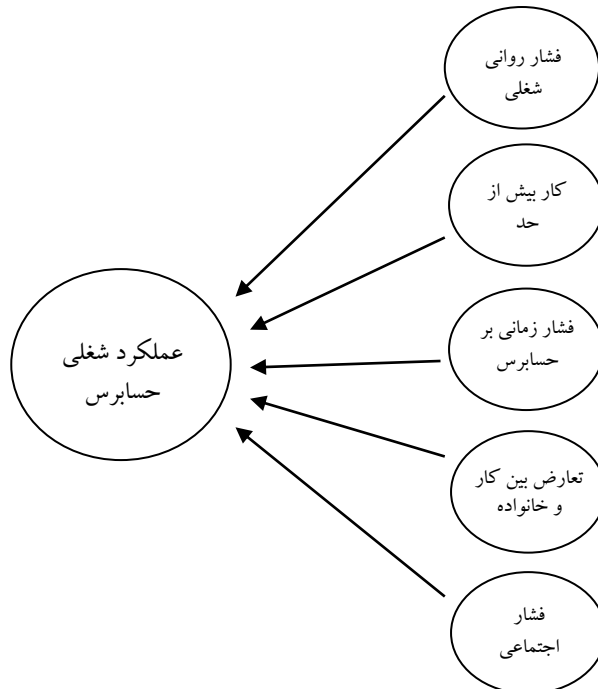 فشار روانی
شغلی
کار بیش از
حد
فشار زمانی بر
حسابرس
عملکرد شغلی
حسابرس
تعارض بین کار
و خانواده
فشار
اجتماعی